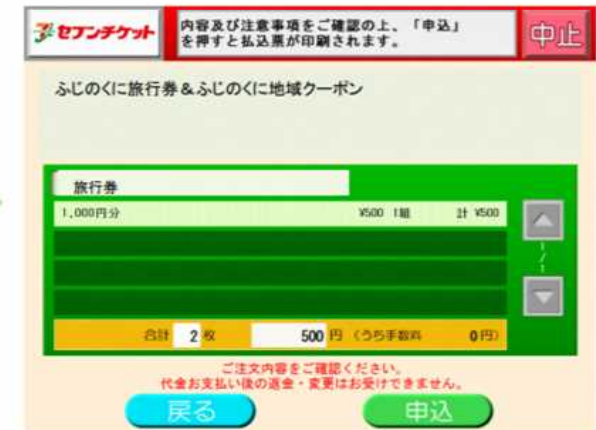 セブンチケット
内容及び注意事項をご確認の上、「申込」
を押すと払込票が印刷されます。
中止
ふじのくに旅行券&ふじのくに地域クーポン
旅行券
1,000円分 ¥500 1組 計 ¥500
1/1
合計 2 枚 500 円 (うち手数料 0 円)
ご注文内容をご確認ください。
代金お支払い後の返金・変更はお受けできません。
戻る 申込